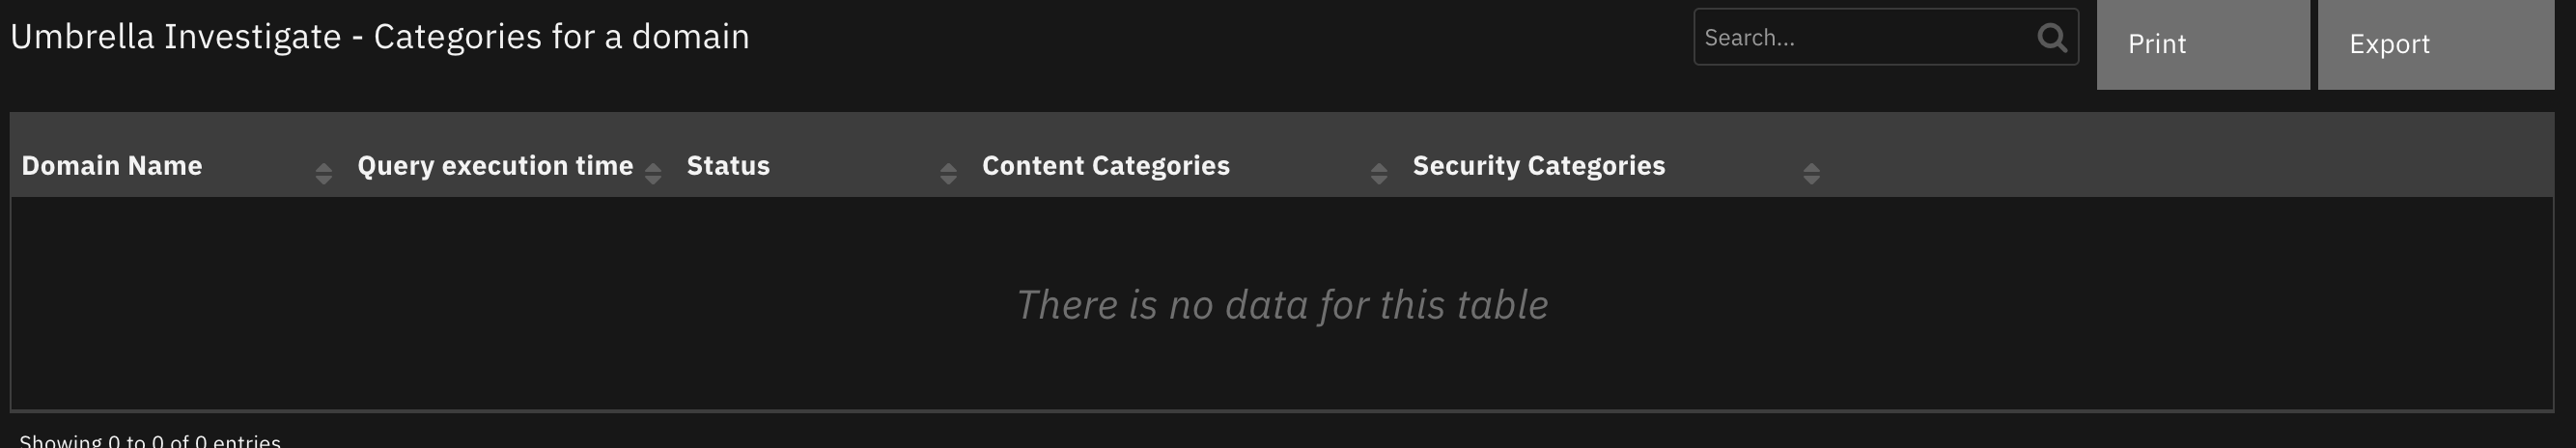 Umbrella Investigate - Categories for a domain
Search...
Print
Export
Domain Name
Query execution time
Status
Content Categories
Security Categories
There is no data for this table
Showing 0 to 0 of 0 entries